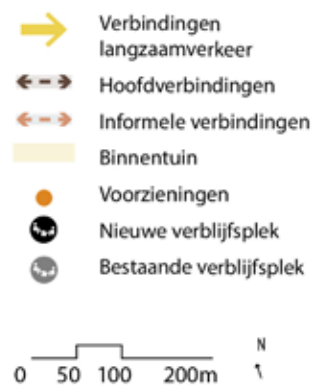 Verbindingen
langzaamverkeer
Hoofdverbindingen
Informele verbindingen
Binnentuin
Voorzieningen
Nieuwe verblijfsplek
Bestaande verblijfsplek
N
0 50 100 200m